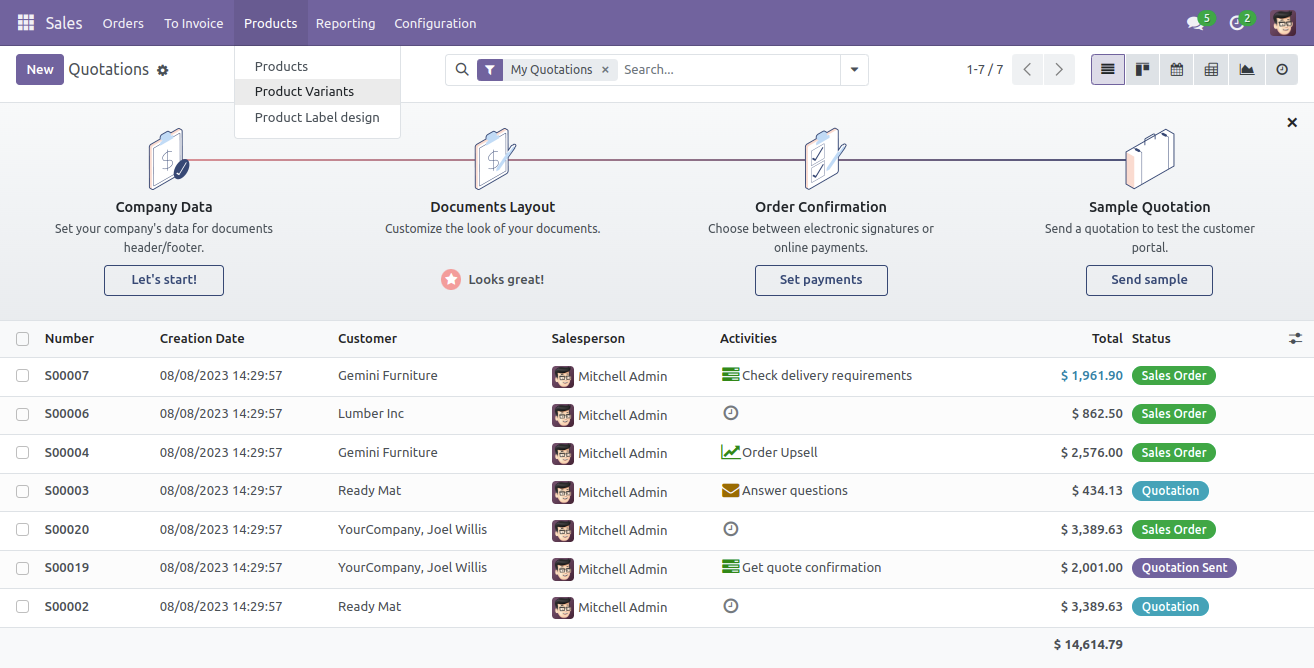 Sales Orders To Invoice Products Reporting Configuration 5 2
New Quotations My Quotations × Search... 1-7 / 7
Products
Product Variants
Product Label design
Company Data
Set your company's data for documents
header/footer.
Let's start!
Documents Layout
Customize the look of your documents.
Looks great!
Order Confirmation
Choose between electronic signatures or
online payments.
Set payments
Sample Quotation
Send a quotation to test the customer
portal.
Send sample
Number Creation Date Customer Salesperson Activities Total Status
S00007 08/08/2023 14:29:57 Gemini Furniture Mitchell Admin Check delivery requirements $ 1,961.90 Sales Order
S00006 08/08/2023 14:29:57 Lumber Inc Mitchell Admin $ 862.50 Sales Order
S00004 08/08/2023 14:29:57 Gemini Furniture Mitchell Admin Order Upsell $ 2,576.00 Sales Order
S00003 08/08/2023 14:29:57 Ready Mat Mitchell Admin Answer questions $ 434.13 Quotation
S00020 08/08/2023 14:29:57 YourCompany, Joel Willis Mitchell Admin $ 3,389.63 Sales Order
S00019 08/08/2023 14:29:57 YourCompany, Joel Willis Mitchell Admin Get quote confirmation $ 2,001.00 Quotation Sent
S00002 08/08/2023 14:29:57 Ready Mat Mitchell Admin $ 3,389.63 Quotation
$ 14,614.79